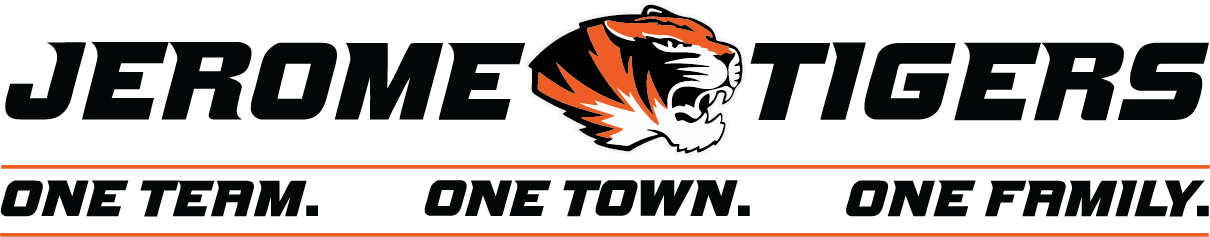 JEROME TIGERS
ONE TEAM. ONE TOWN. ONE FAMILY.